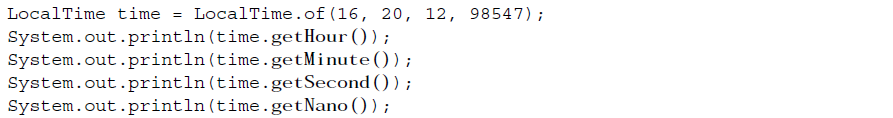 LocalTime time = LocalTime.of(16, 20, 12, 98547);
System.out.println(time.getHour());
System.out.println(time.getMinute());
System.out.println(time.getSecond());
System.out.println(time.getNano());